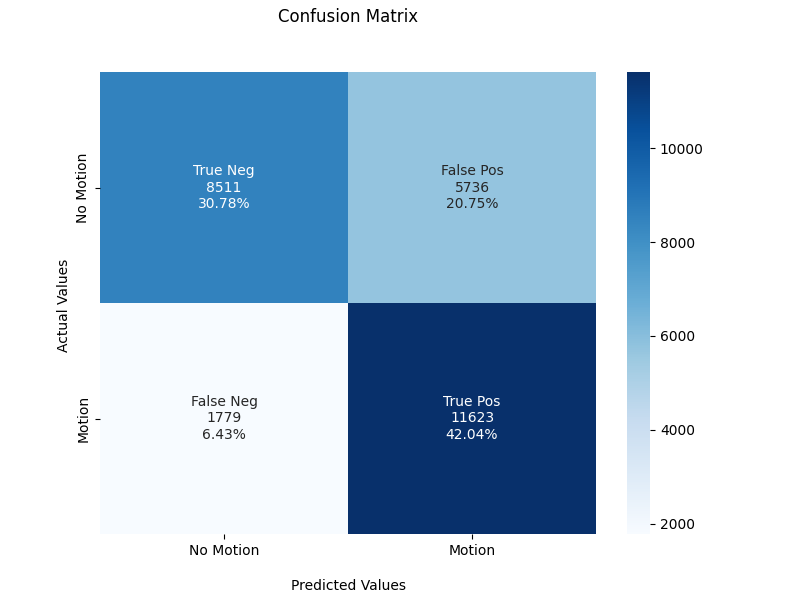 Confusion Matrix
True Neg
8511
30.78%
False Pos
5736
20.75%
False Neg
1779
6.43%
True Pos
11623
42.04%
No Motion
Motion
Actual Values
No Motion
Motion
Predicted Values
10000
8000
6000
4000
2000